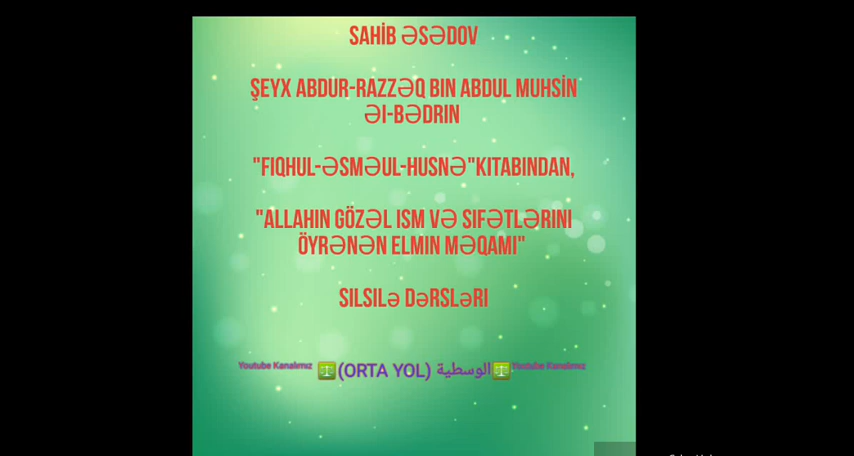 SAHİB ƏSƏDOV
ŞEYX ABDUR-RAZZƏQ BIN ABDUL MUHSİN
ƏI-BƏDRIN
"FIQHUL-ƏSMƏUL-HUSNƏ"KITABINDAN,
"ALLAHIN GÖZƏL ISM VƏ SIFƏTLƏRINI
ÖYRƏNƏN ELMIN MƏQAMI"
SILSILə DəRSLəRI
Youtube Kanalımız (ORTA YOL) الوسطية Youtube Kanalımız